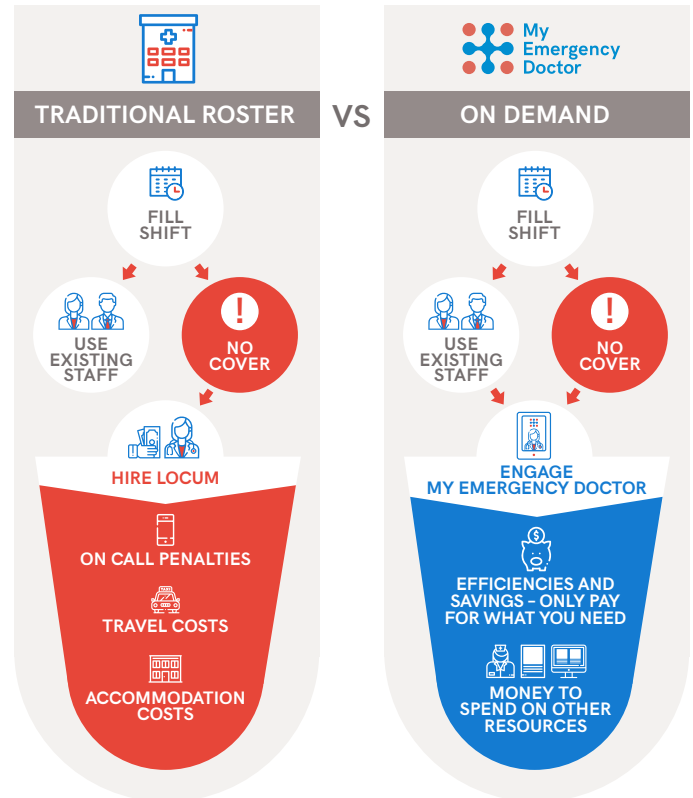 My
Emergency
Doctor
TRADITIONAL ROSTER
VS
ON DEMAND
FILL
SHIFT
USE
EXISTING
STAFF
!
NO
COVER
HIRE LOCUM
ON CALL PENALTIES
TAXI
TRAVEL COSTS
ACCOMMODATION
COSTS
FILL
SHIFT
USE
EXISTING
STAFF
!
NO
COVER
ENGAGE
MY EMERGENCY DOCTOR
$
EFFICIENCIES AND
SAVINGS – ONLY PAY
FOR WHAT YOU NEED
MONEY TO
SPEND ON OTHER
RESOURCES